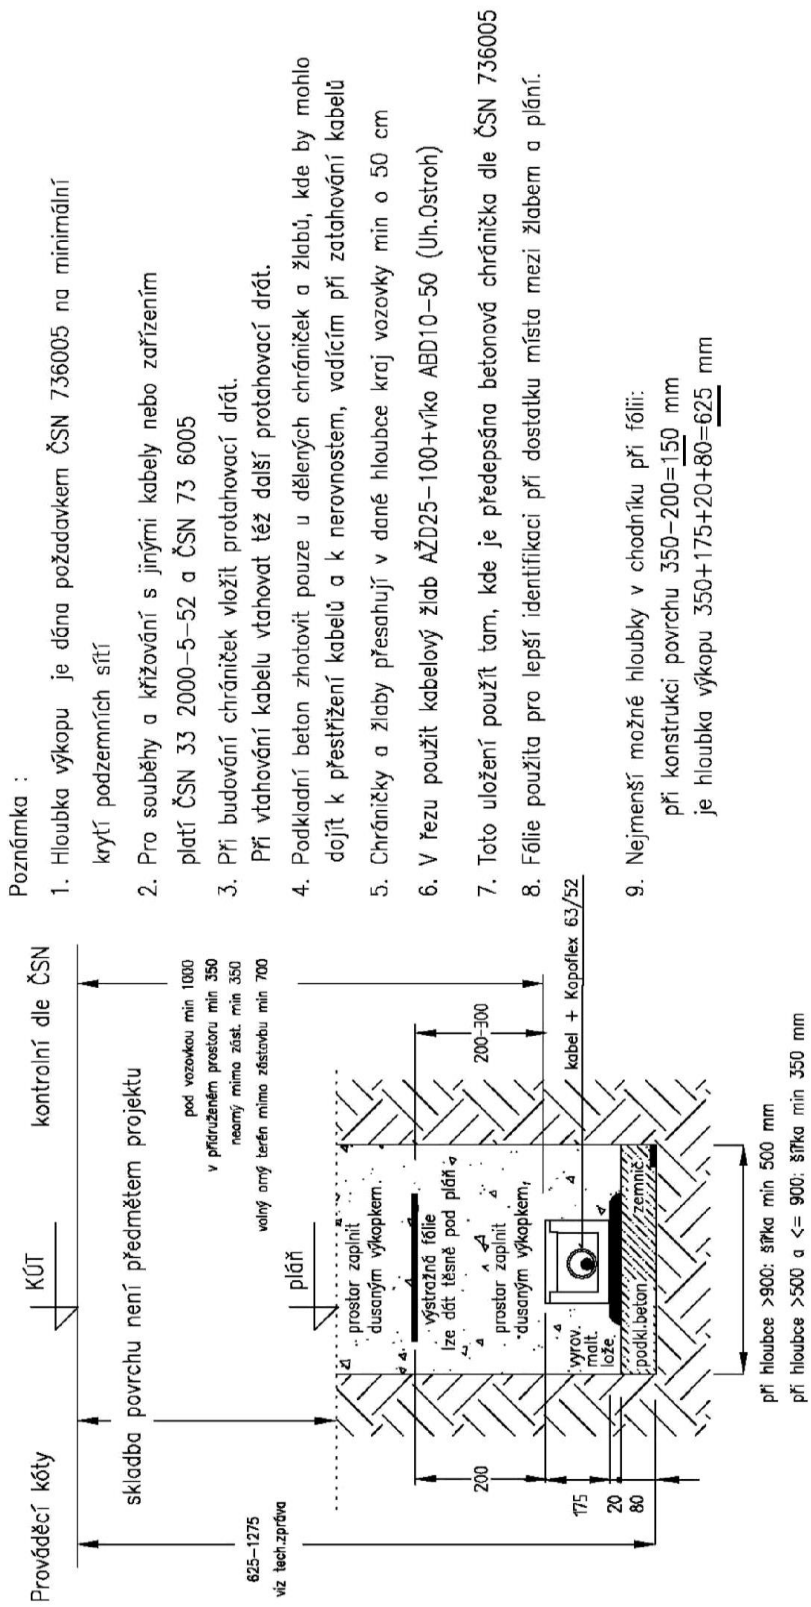 Prováděcí kóty
KÚT
kontrolní dle ČSN
skladba povrchu není předmětem projektu
625-1275
viz tech.zpráva
pod vozovkou min 1000
v přidruženém prostoru min 350
neorný mimo zást. min 350
volný orný terén mimo zástavbu min 700
pláň
prostor zaplnit
dusaným výkopkem.
výstražná fólie
lze dát těsně pod pláň
prostor zaplnit
dusaným výkopkem,
200
200-300
vyrov.
malt.
lože.
podkl.beton
zemnič
175
20
80
kabel + Kopoflex 63/52
při hloubce >900: šířka min 500 mm
při hloubce >500 a <= 900: šířka min 350 mm
Poznámka :
1. Hloubka výkopu je dána požadavkem ČSN 736005 na minimální
krytí podzemních sítí
2. Pro souběhy a křižování s jinými kabely nebo zařízením
platí ČSN 33 2000-5-52 a ČSN 73 6005
3. Při budování chrániček vložit protahovací drát.
Při vtahování kabelu vtahovat též další protahovací drát.
4. Podkladní beton zhotovit pouze u dělených chrániček a žlabů, kde by mohlo
dojít k přestřižení kabelů a k nerovnostem, vadícím při zatahování kabelů
5. Chráničky a žlaby přesahují v dané hloubce kraj vozovky min o 50 cm
6. V řezu použit kabelový žlab AŽD25-100+víko ABD10-50 (Uh.Ostroh)
7. Toto uložení použít tam, kde je předepsána betonová chránička dle ČSN 736005
8. Fólie použita pro lepší identifikaci při dostatku místa mezi žlabem a plání.
9. Nejmenší možné hloubky v chodníku při fólii:
při konstrukci povrchu 350-200=150 mm
je hloubka výkopu 350+175+20+80=625 mm